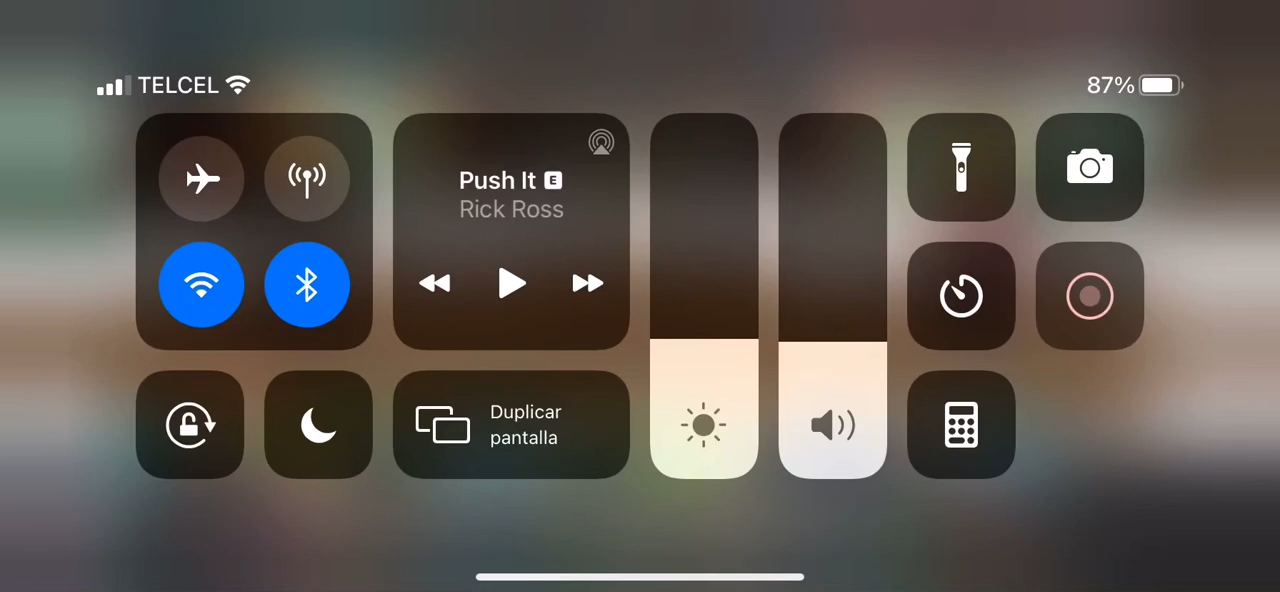 TELCEL
87%
Push It E
Rick Ross
Duplicar
pantalla